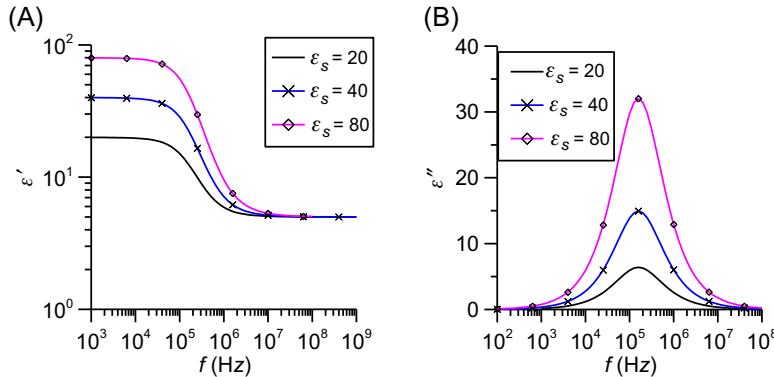 (A)
10²
10¹
10⁰
ε′
εₛ = 20
εₛ = 40
εₛ = 80
10³ 10⁴ 10⁵ 10⁶ 10⁷ 10⁸ 10⁹
f (Hz)
(B)
40
30
20
10
0
ε″
εₛ = 20
εₛ = 40
εₛ = 80
10² 10³ 10⁴ 10⁵ 10⁶ 10⁷ 10⁸
f (Hz)